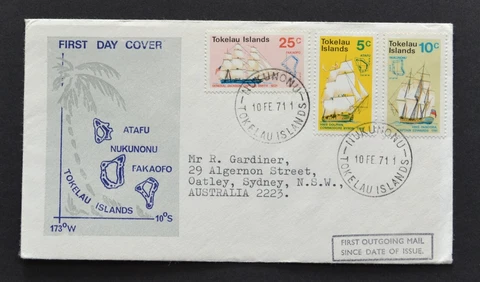 FIRST DAY COVER
ATAFU
NUKUNONU
FAKAOFO
TOKELAU ISLANDS
173°W
10°S
Tokelau Islands
25c
Tokelau Islands
5c
Tokelau Islands
10c
NUKUNONU
10 FE. 71 1
TOKELAU ISLANDS
NUKUNONU
10 FE. 71 1
TOKELAU ISLANDS
Mr R. Gardiner,
29 Algernon Street,
Oatley, Sydney, N.S.W.,
AUSTRALIA 2223.
FIRST OUTGOING MAIL
SINCE DATE OF ISSUE.